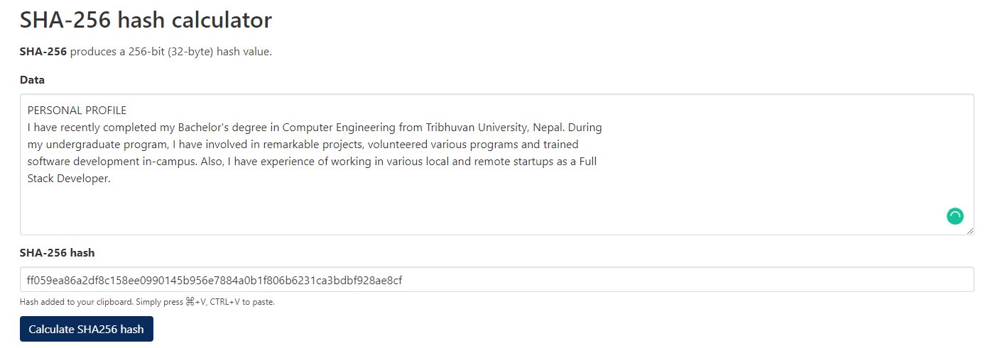 SHA-256 hash calculator
SHA-256 produces a 256-bit (32-byte) hash value.
Data
PERSONAL PROFILE
I have recently completed my Bachelor's degree in Computer Engineering from Tribhuvan University, Nepal. During
my undergraduate program, I have involved in remarkable projects, volunteered various programs and trained
software development in-campus. Also, I have experience of working in various local and remote startups as a Full
Stack Developer.
SHA-256 hash
ff059ea86a2df8c158ee0990145b956e7884a0b1f806b6231ca3bdbf928ae8cf
Hash added to your clipboard. Simply press ⌘+V, CTRL+V to paste.
Calculate SHA256 hash